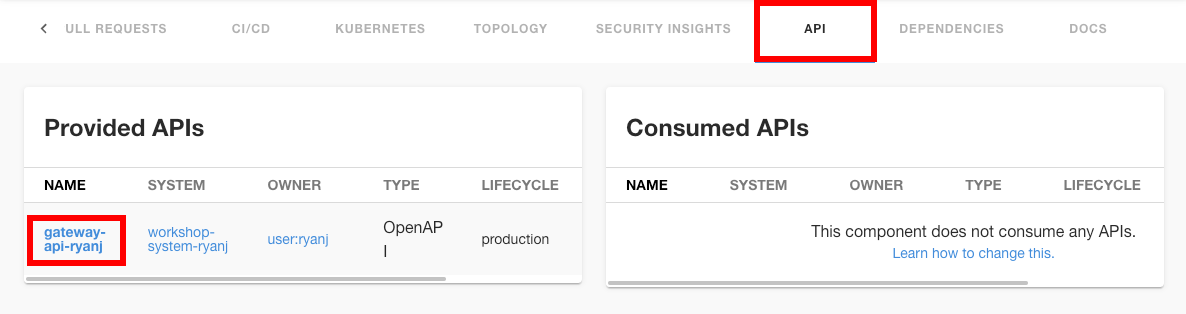 ULL REQUESTS CI/CD KUBERNETES TOPOLOGY SECURITY INSIGHTS API DEPENDENCIES DOCS
Provided APIs
NAME SYSTEM OWNER TYPE LIFECYCLE
gateway-
api-ryanj
workshop-
system-ryanj
user:ryanj
OpenAP
I
production
Consumed APIs
NAME SYSTEM OWNER TYPE LIFECYCLE
This component does not consume any APIs.
Learn how to change this.